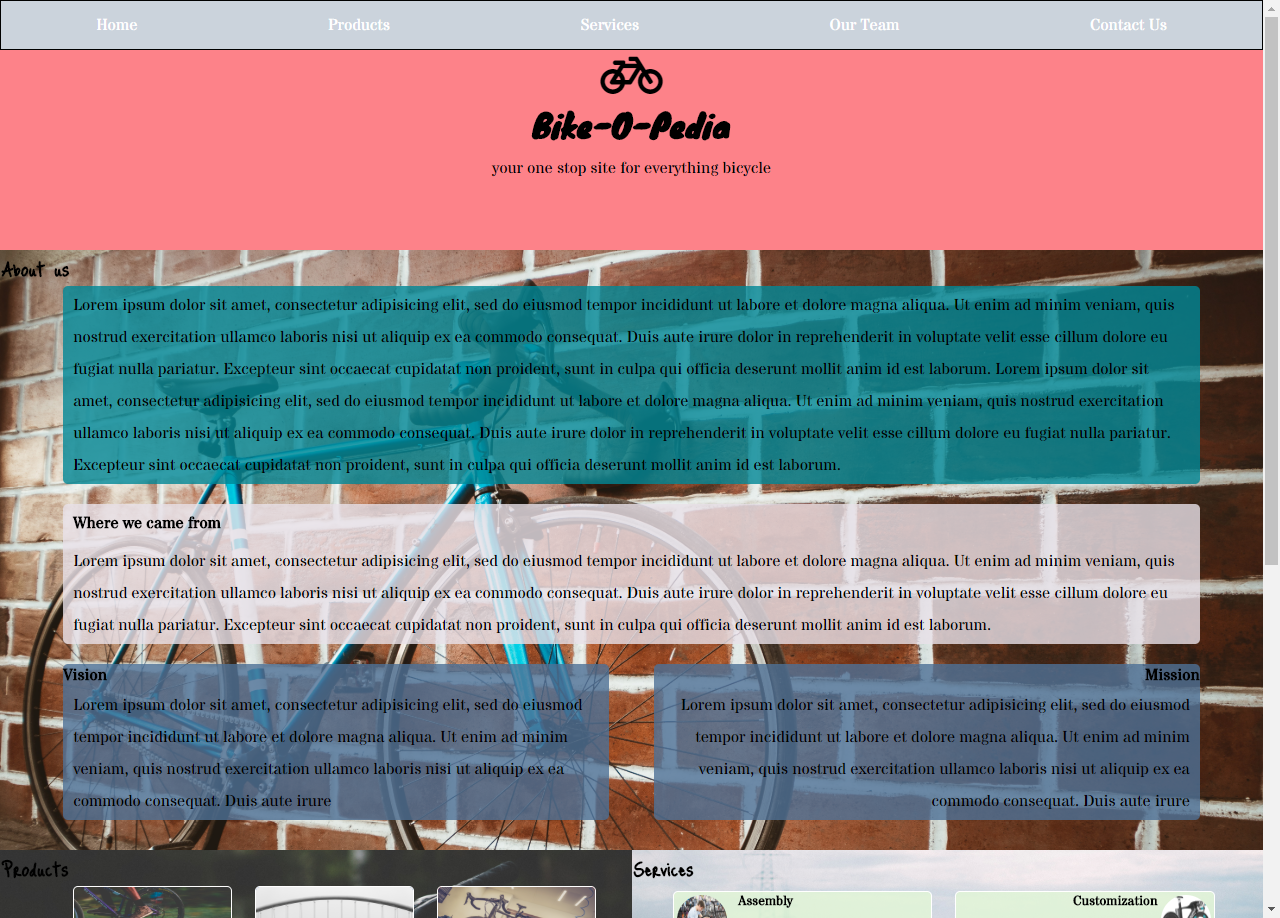 Home Products Services Our Team Contact Us
Bike-O-Pedia
your one stop site for everything bicycle
About us
Lorem ipsum dolor sit amet, consectetur adipisicing elit, sed do eiusmod tempor incididunt ut labore et dolore magna aliqua. Ut enim ad minim veniam, quis
nostrud exercitation ullamco laboris nisi ut aliquip ex ea commodo consequat. Duis aute irure dolor in reprehenderit in voluptate velit esse cillum dolore eu
fugiat nulla pariatur. Excepteur sint occaecat cupidatat non proident, sunt in culpa qui officia deserunt mollit anim id est laborum. Lorem ipsum dolor sit
amet, consectetur adipisicing elit, sed do eiusmod tempor incididunt ut labore et dolore magna aliqua. Ut enim ad minim veniam, quis nostrud exercitation
ullamco laboris nisi ut aliquip ex ea commodo consequat. Duis aute irure dolor in reprehenderit in voluptate velit esse cillum dolore eu fugiat nulla pariatur.
Excepteur sint occaecat cupidatat non proident, sunt in culpa qui officia deserunt mollit anim id est laborum.
Where we came from
Lorem ipsum dolor sit amet, consectetur adipisicing elit, sed do eiusmod tempor incididunt ut labore et dolore magna aliqua. Ut enim ad minim veniam, quis
nostrud exercitation ullamco laboris nisi ut aliquip ex ea commodo consequat. Duis aute irure dolor in reprehenderit in voluptate velit esse cillum dolore eu
fugiat nulla pariatur. Excepteur sint occaecat cupidatat non proident, sunt in culpa qui officia deserunt mollit anim id est laborum.
Vision
Lorem ipsum dolor sit amet, consectetur adipisicing elit, sed do eiusmod
tempor incididunt ut labore et dolore magna aliqua. Ut enim ad minim
veniam, quis nostrud exercitation ullamco laboris nisi ut aliquip ex ea
commodo consequat. Duis aute irure
Mission
Lorem ipsum dolor sit amet, consectetur adipisicing elit, sed do eiusmod
tempor incididunt ut labore et dolore magna aliqua. Ut enim ad minim
veniam, quis nostrud exercitation ullamco laboris nisi ut aliquip ex ea
commodo consequat. Duis aute irure
Products
Services
Assembly
Customization